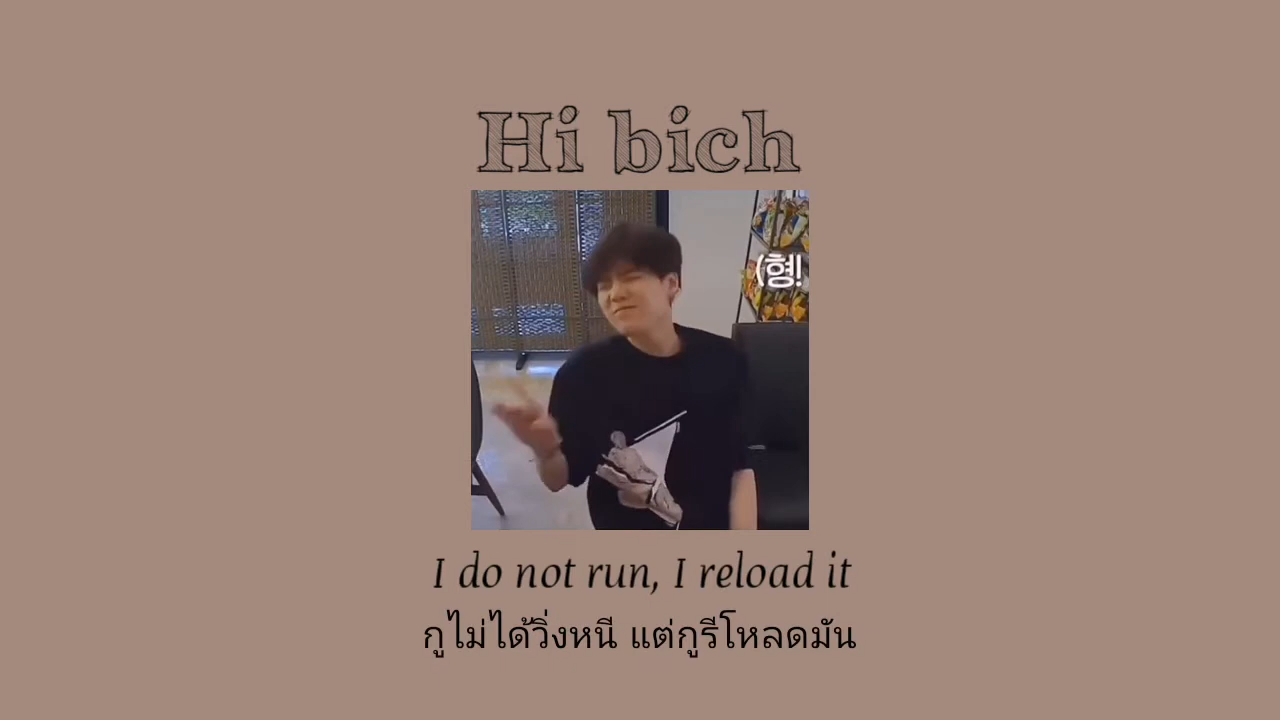 Hi bich
(형!
I do not run, I reload it
กูไม่ได้วิ่งหนี แต่กูรีโหลดมัน